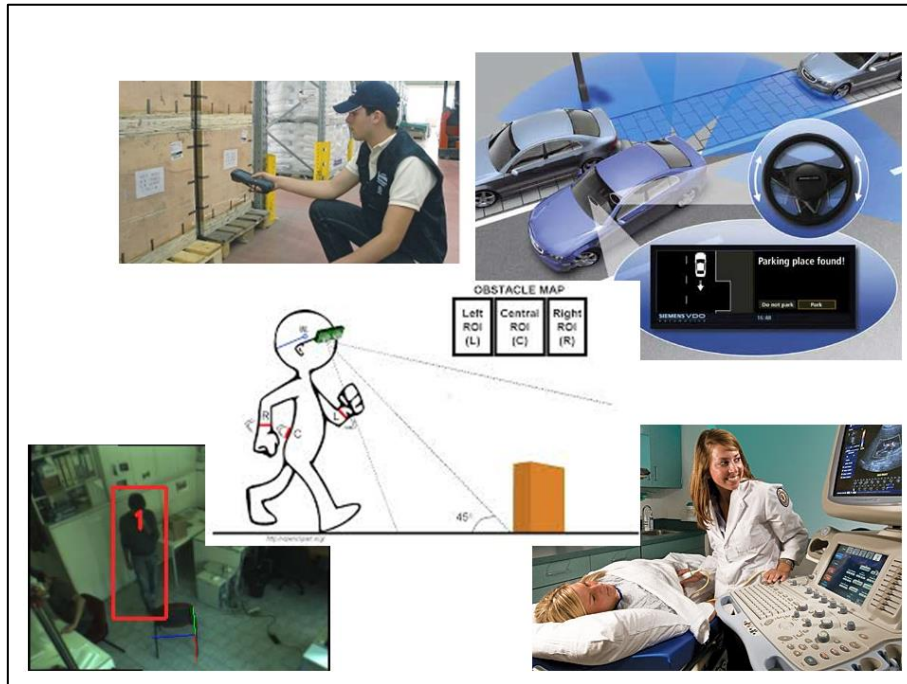 Parking place found!
Do not park
Park
SIEMENS VDO
OBSTACLE MAP
Left
ROI
(L)
Central
ROI
(C)
Right
ROI
(R)
R
L
C
45°
1